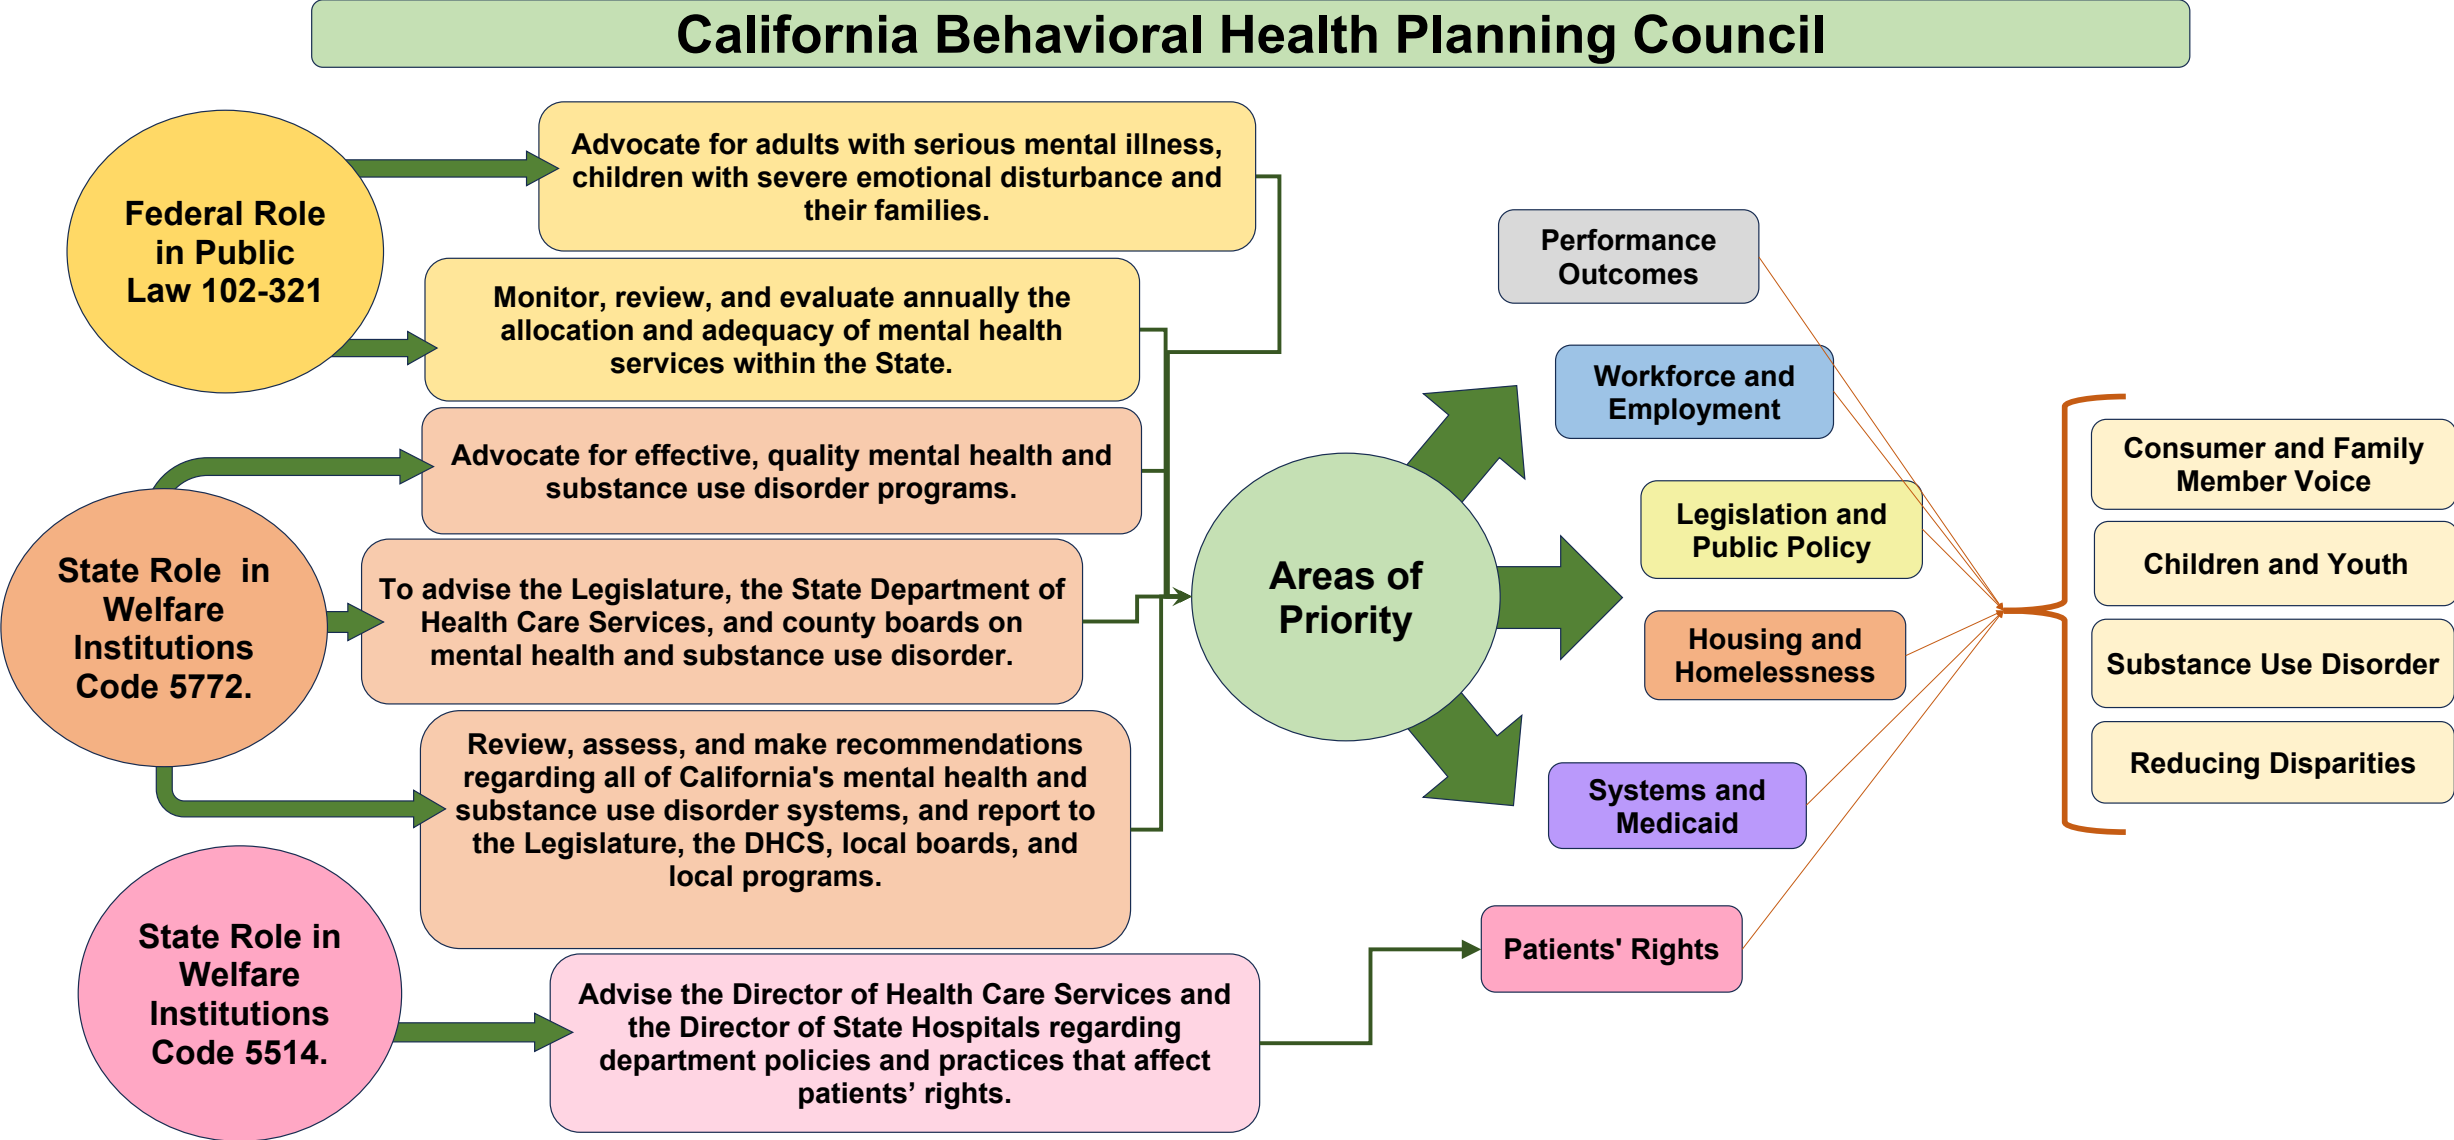 California Behavioral Health Planning Council
Federal Role
in Public
Law 102-321
Advocate for adults with serious mental illness,
children with severe emotional disturbance and
their families.
Monitor, review, and evaluate annually the
allocation and adequacy of mental health
services within the State.
State Role  in
Welfare
Institutions
Code 5772.
Advocate for effective, quality mental health and
substance use disorder programs.
To advise the Legislature, the State Department of
Health Care Services, and county boards on
mental health and substance use disorder.
Review, assess, and make recommendations
regarding all of California's mental health and
substance use disorder systems, and report to
the Legislature, the DHCS, local boards, and
local programs.
State Role in
Welfare
Institutions
Code 5514.
Advise the Director of Health Care Services and
the Director of State Hospitals regarding
department policies and practices that affect
patients’ rights.
Areas of
Priority
Performance
Outcomes
Workforce and
Employment
Legislation and
Public Policy
Housing and
Homelessness
Systems and
Medicaid
Patients' Rights
Consumer and Family
Member Voice
Children and Youth
Substance Use Disorder
Reducing Disparities